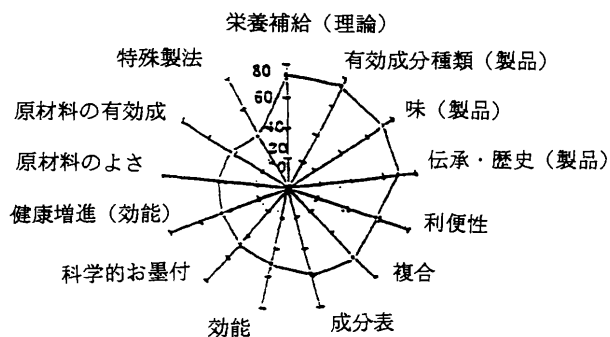 栄養補給（理論）
特殊製法
有効成分種類（製品）
原材料の有効成
味（製品）
原材料のよさ
伝承・歴史（製品）
健康増進（効能）
利便性
科学的お墨付
複合
効能
成分表
80
60
40
20
0